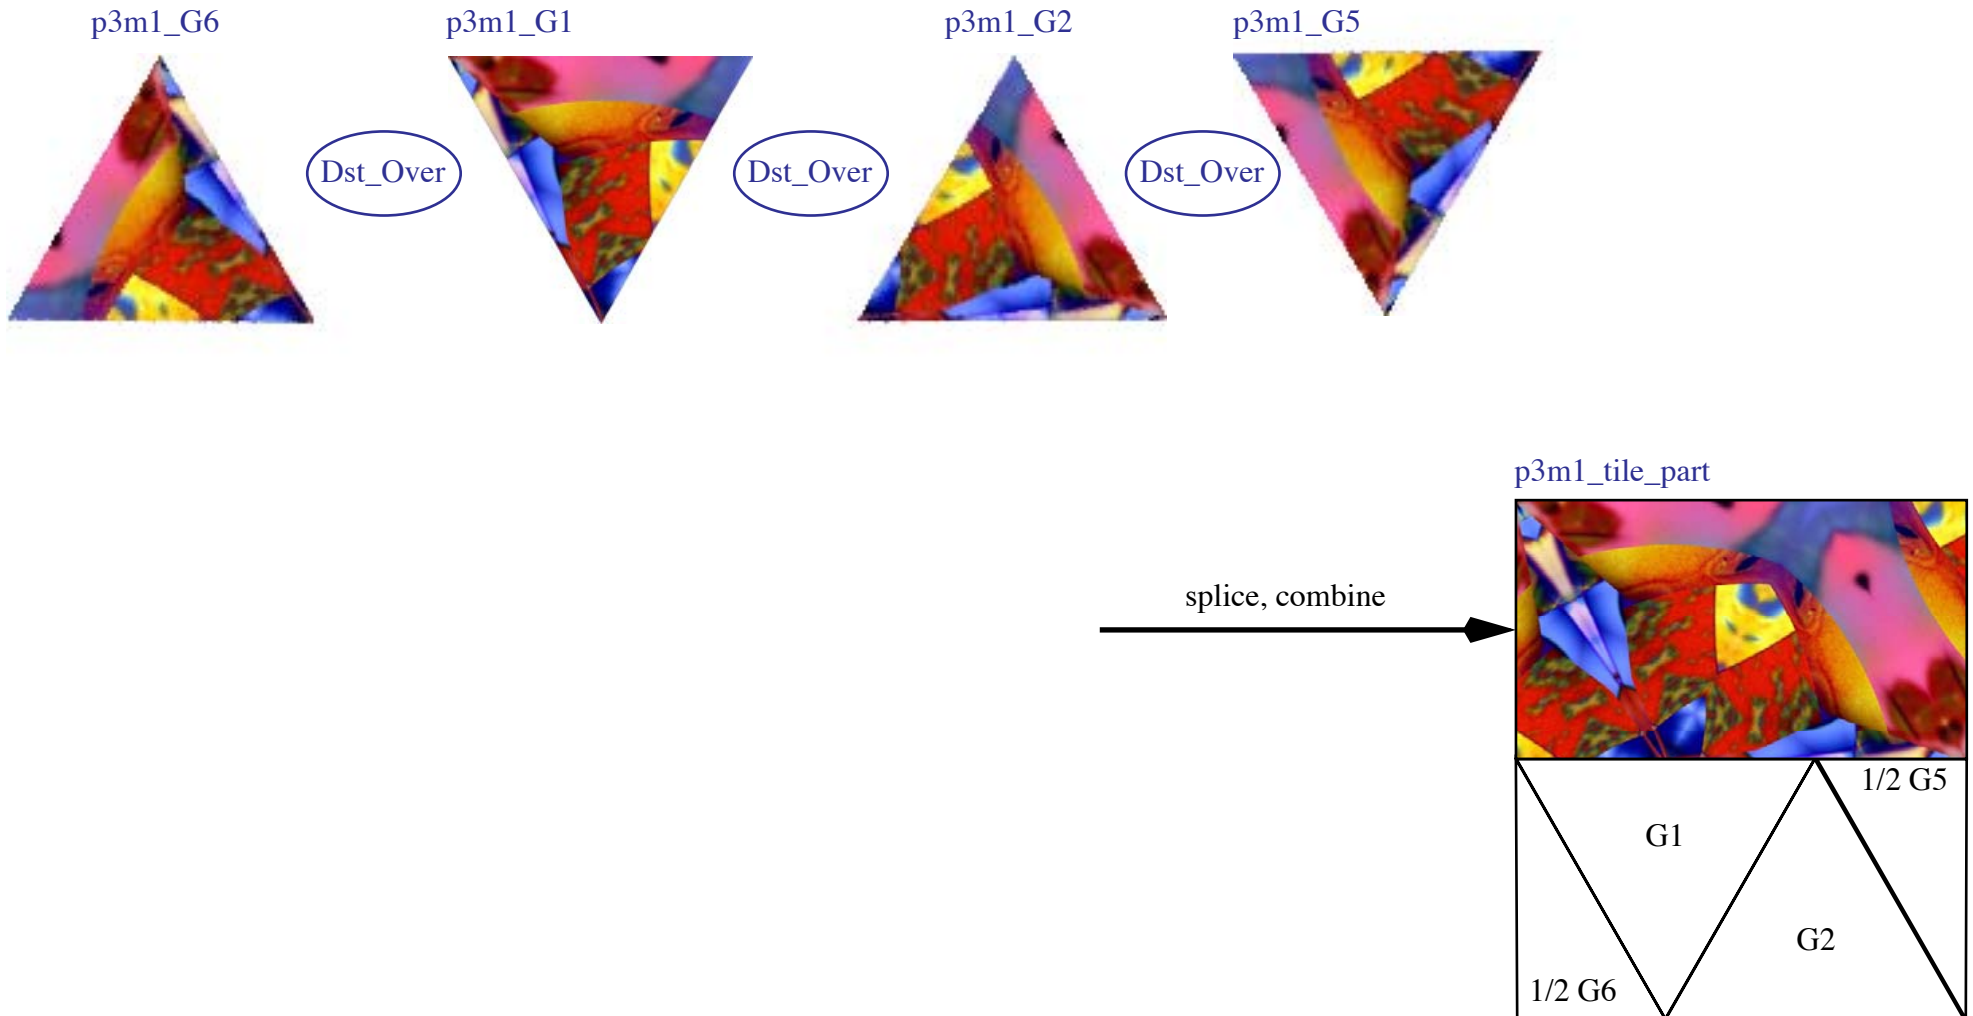 p3m1_G6
p3m1_G1
p3m1_G2
p3m1_G5
Dst_Over
Dst_Over
Dst_Over
p3m1_tile_part
splice, combine
1/2 G5
G1
G2
1/2 G6